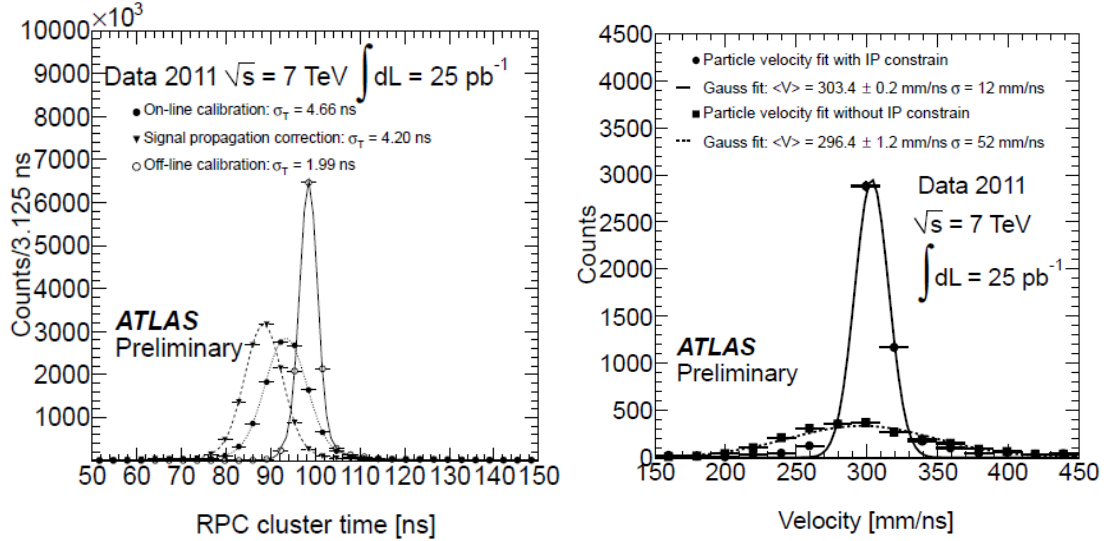 10000 ×10³
9000
8000
7000
6000
5000
4000
3000
2000
1000
Counts/3.125 ns
Data 2011 √s = 7 TeV ∫ dL = 25 pb⁻¹
On-line calibration: σ_T = 4.66 ns
Signal propagation correction: σ_T = 4.20 ns
Off-line calibration: σ_T = 1.99 ns
ATLAS
Preliminary
50 60 70 80 90 100 110 120 130 140 150
RPC cluster time [ns]
4500
4000
3500
3000
2500
2000
1500
1000
500
0
Counts
Particle velocity fit with IP constrain
Gauss fit: <V> = 303.4 ± 0.2 mm/ns σ = 12 mm/ns
Particle velocity fit without IP constrain
Gauss fit: <V> = 296.4 ± 1.2 mm/ns σ = 52 mm/ns
Data 2011
√s = 7 TeV
∫ dL = 25 pb⁻¹
ATLAS
Preliminary
150 200 250 300 350 400 450
Velocity [mm/ns]